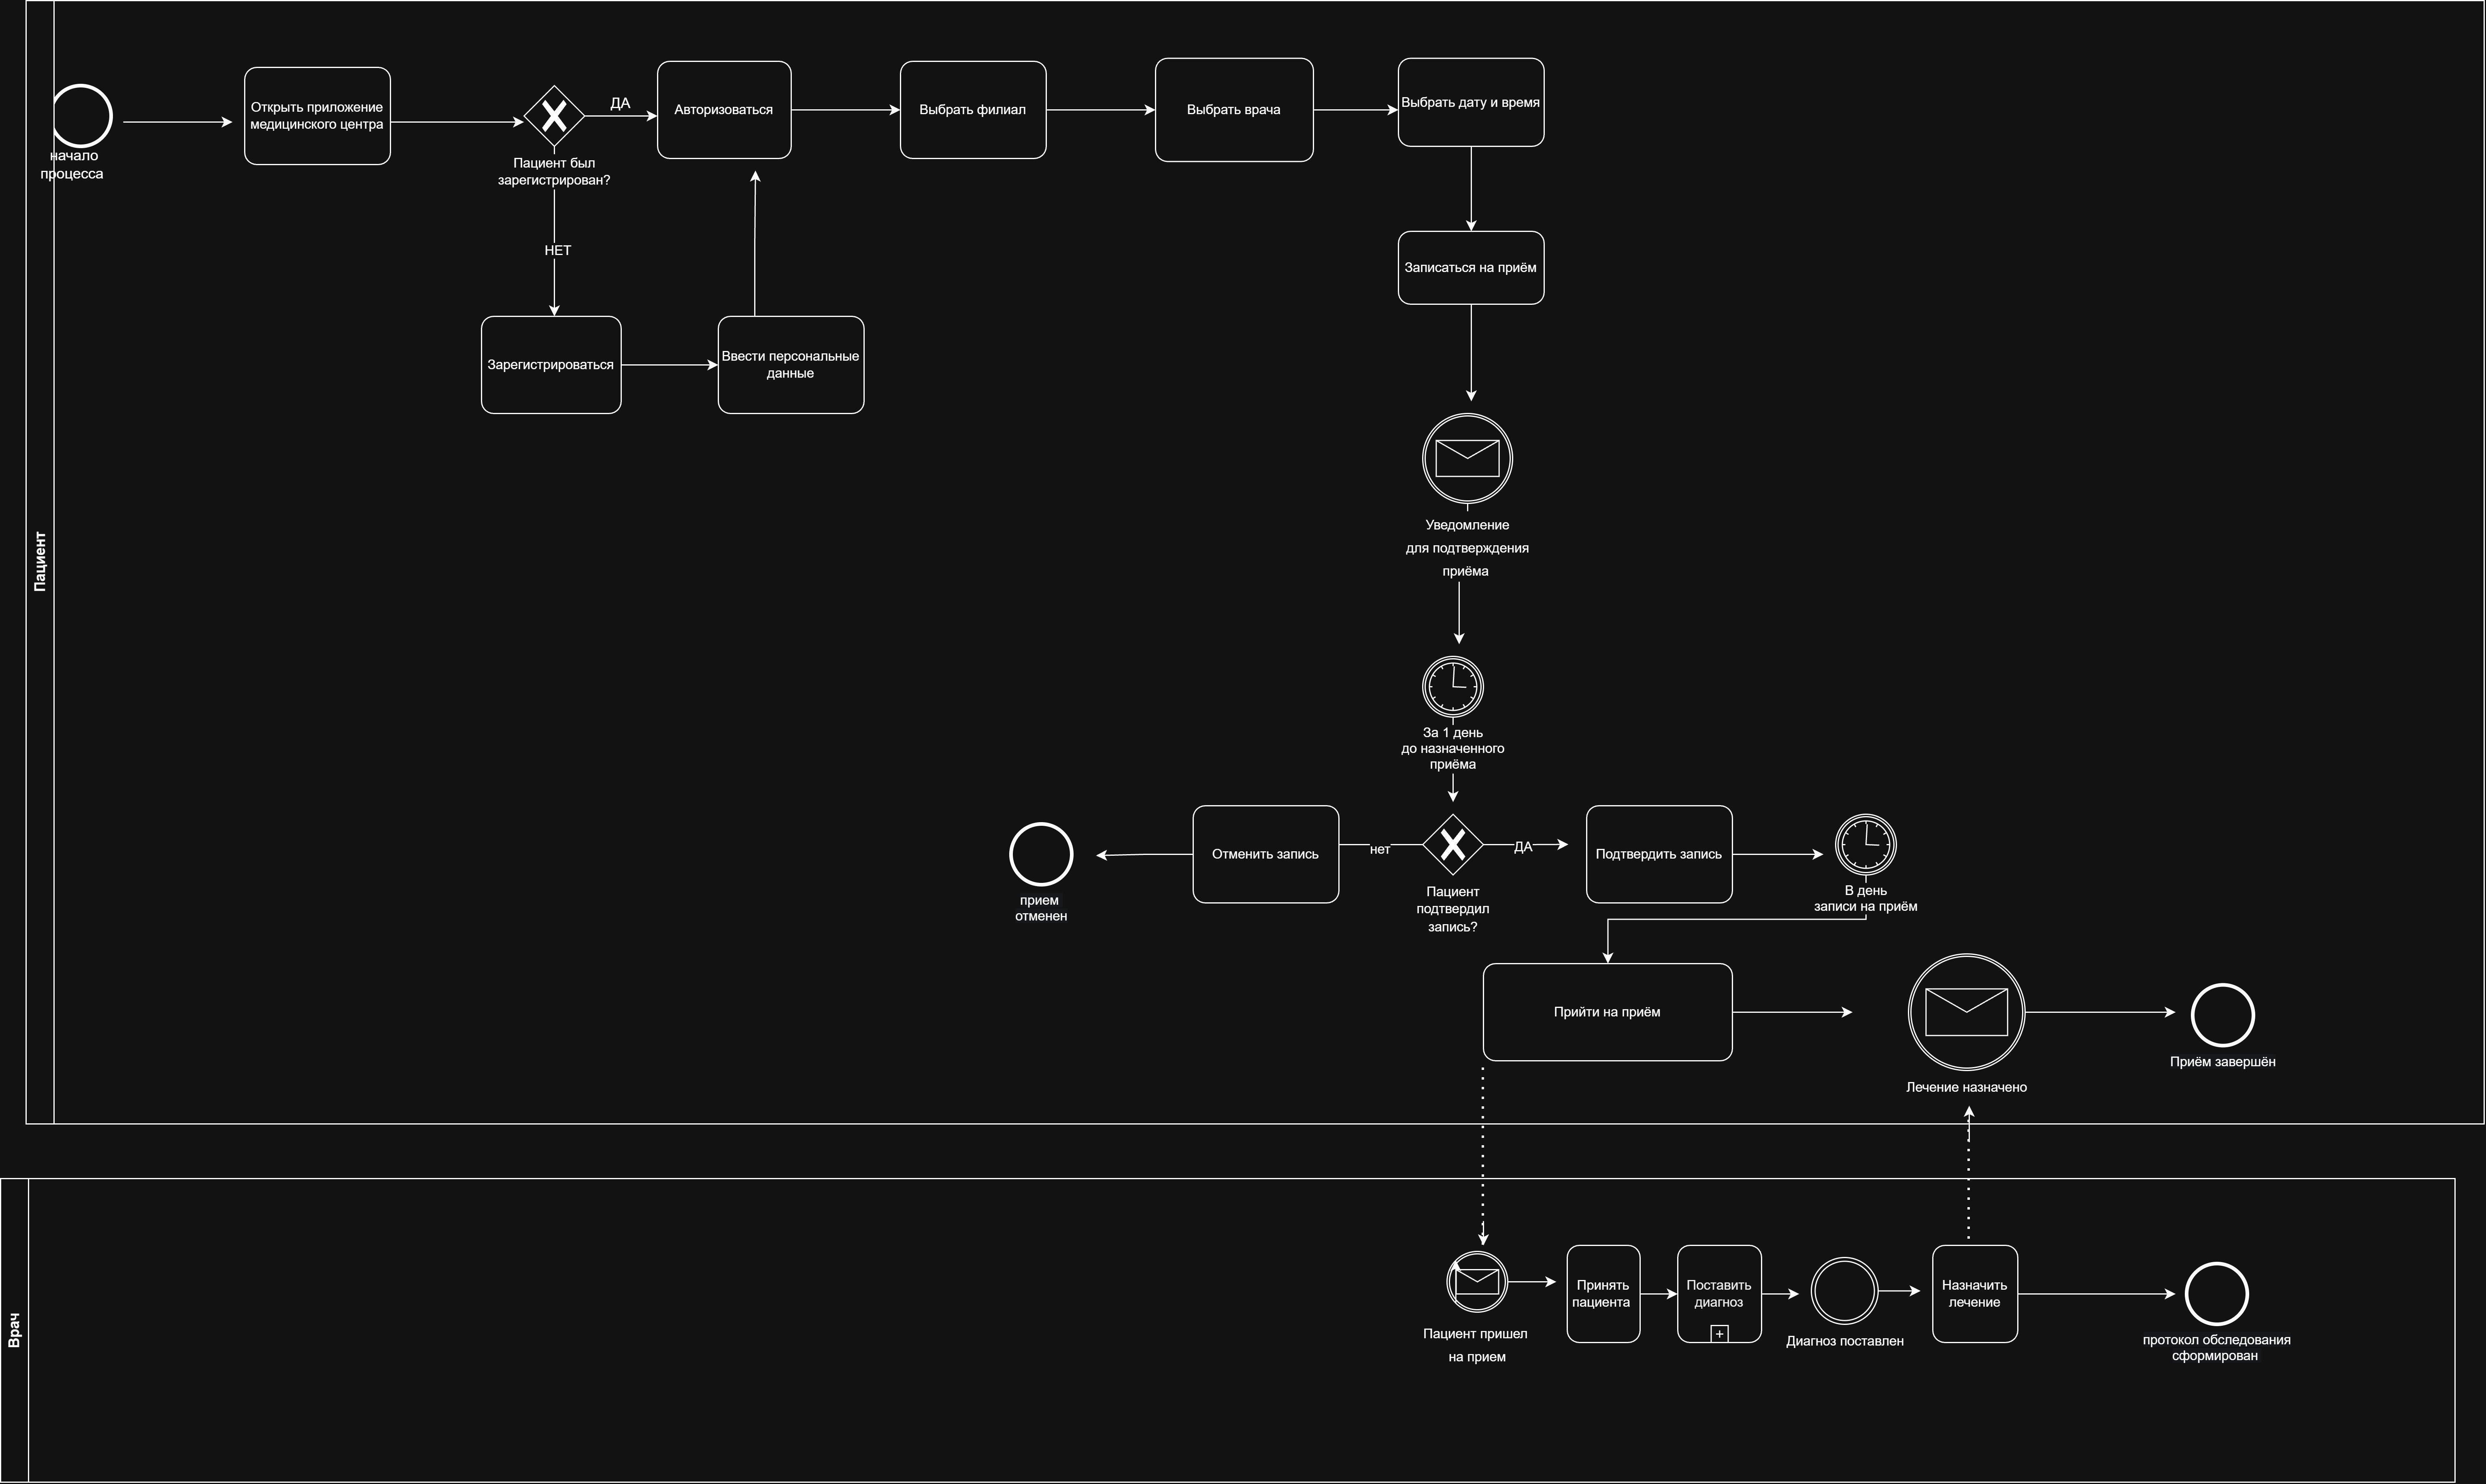 Пациент
начало
процесса
Открыть приложение
медицинского центра
Пациент был
зарегистрирован?
ДА
НЕТ
Авторизоваться
Выбрать филиал
Выбрать врача
Выбрать дату и время
Зарегистрироваться
Ввести персональные
данные
Записаться на приём
Уведомление
для подтверждения
приёма
За 1 день
до назначенного
приёма
Пациент
подтвердил
запись?
нет
Отменить запись
прием
отменен
ДА
Подтвердить запись
В день
записи на приём
Прийти на приём
Лечение назначено
Приём завершён
Врач
Пациент пришел
на прием
Принять
пациента
Поставить
диагноз
Диагноз поставлен
Назначить
лечение
протокол обследования
сформирован